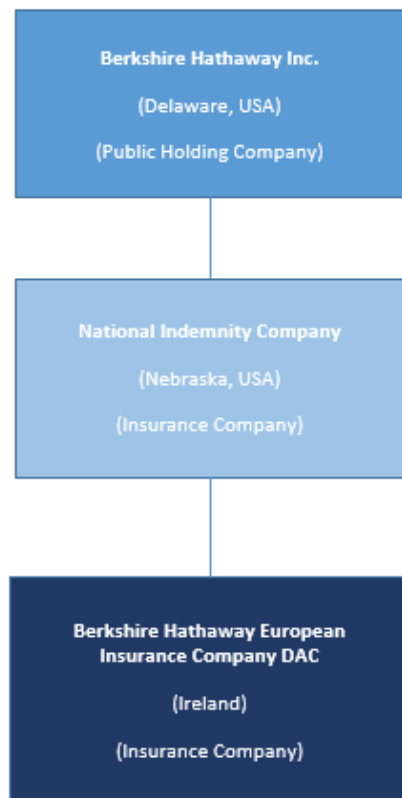 Berkshire Hathaway Inc.
(Delaware, USA)
(Public Holding Company)
National Indemnity Company
(Nebraska, USA)
(Insurance Company)
Berkshire Hathaway European
Insurance Company DAC
(Ireland)
(Insurance Company)